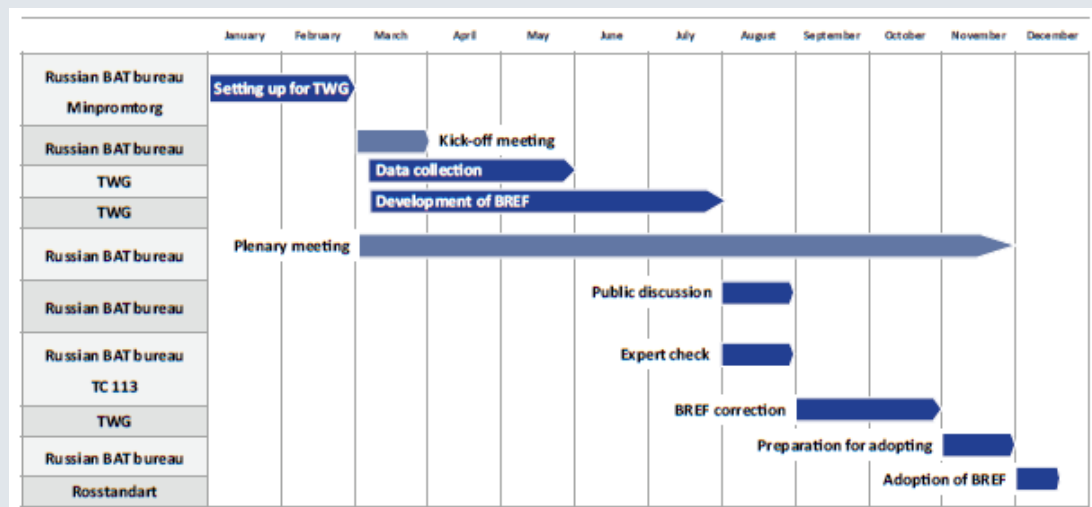 January February March April May June July August September October November December
Russian BAT bureau
Minpromtorg
Setting up for TWG
Russian BAT bureau
Kick-off meeting
TWG
Data collection
TWG
Development of BREF
Russian BAT bureau
Plenary meeting
Russian BAT bureau
Public discussion
Russian BAT bureau
TC 113
Expert check
TWG
BREF correction
Russian BAT bureau
Preparation for adopting
Rosstandart
Adoption of BREF